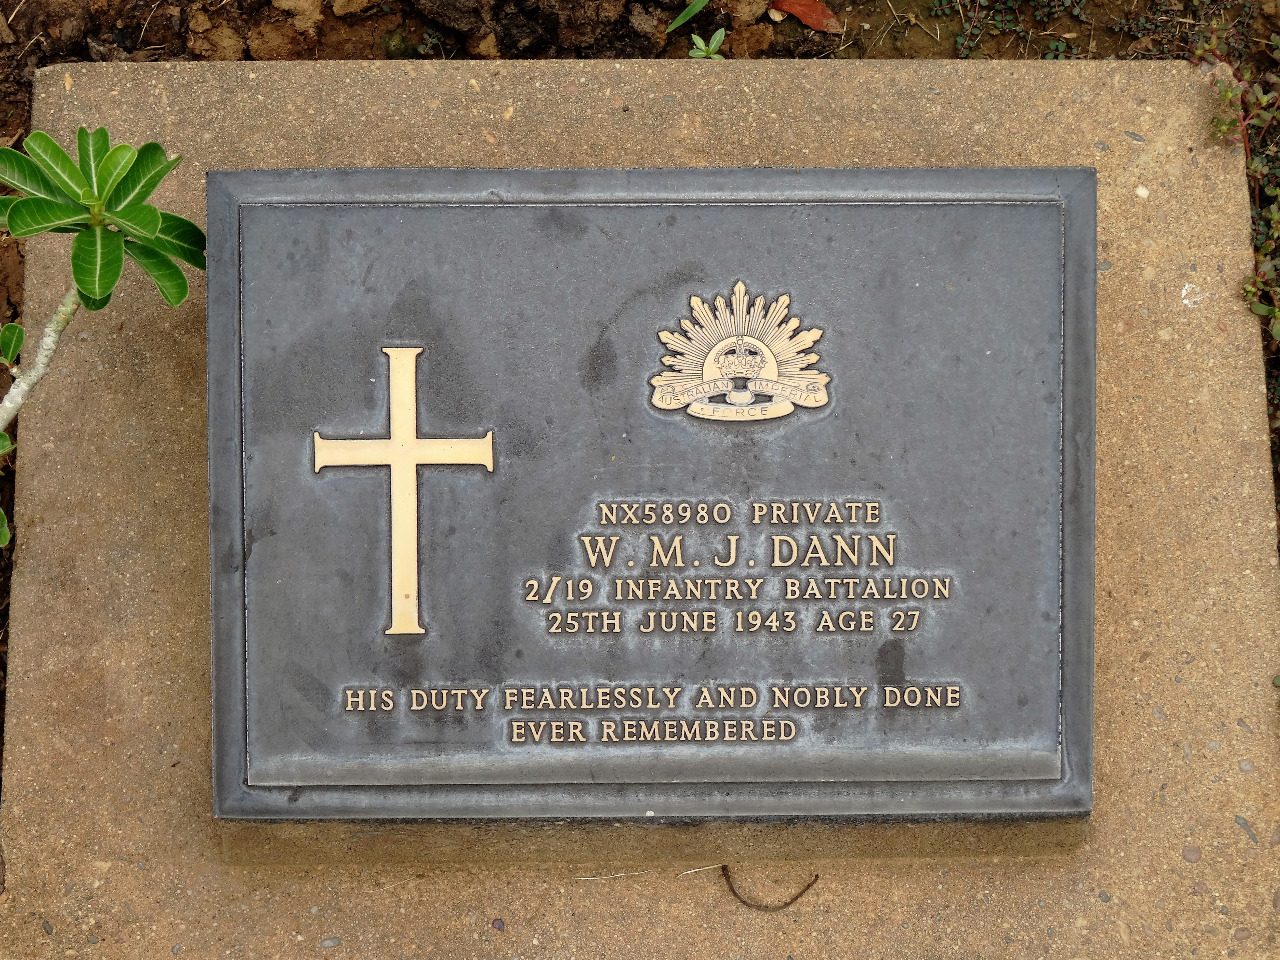 AUSTRALIAN IMPERIAL
FORCE
NX58980 PRIVATE
W. M. J. DANN
2/19 INFANTRY BATTALION
25TH JUNE 1943 AGE 27
HIS DUTY FEARLESSLY AND NOBLY DONE
EVER REMEMBERED